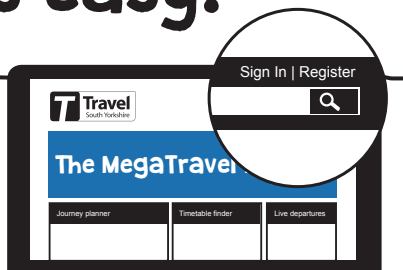 easy.
Sign In | Register
Travel
South Yorkshire
The MegaTravel
Journey planner
Timetable finder
Live departures